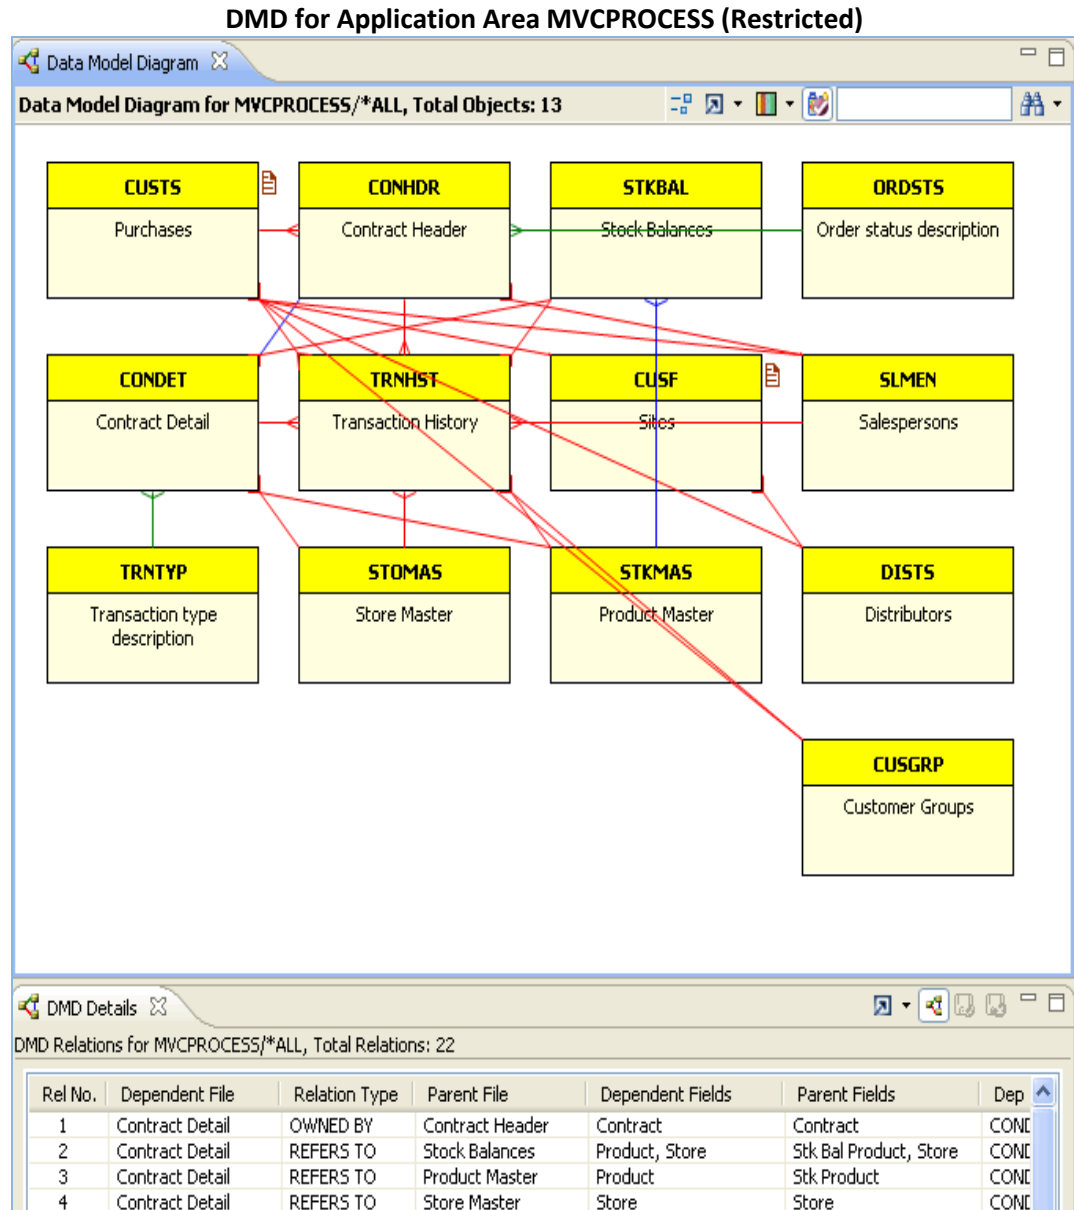 DMD for Application Area MVCPROCESS (Restricted)
Data Model Diagram
Data Model Diagram for MVCPROCESS/*ALL, Total Objects: 13
CUSTS
Purchases
CONHDR
Contract Header
STKBAL
Stock Balances
ORDSTS
Order status description
CONDET
Contract Detail
TRNHST
Transaction History
CUSF
Sites
SLMEN
Salespersons
TRNTYP
Transaction type
description
STOMAS
Store Master
STKMAS
Product Master
DISTS
Distributors
CUSGRP
Customer Groups
DMD Details
DMD Relations for MVCPROCESS/*ALL, Total Relations: 22
Rel No. Dependent File Relation Type Parent File Dependent Fields Parent Fields Dep
1 Contract Detail OWNED BY Contract Header Contract Contract COND
2 Contract Detail REFERS TO Stock Balances Product, Store Stk Bal Product, Store COND
3 Contract Detail REFERS TO Product Master Product Stk Product COND
4 Contract Detail REFERS TO Store Master Store Store COND